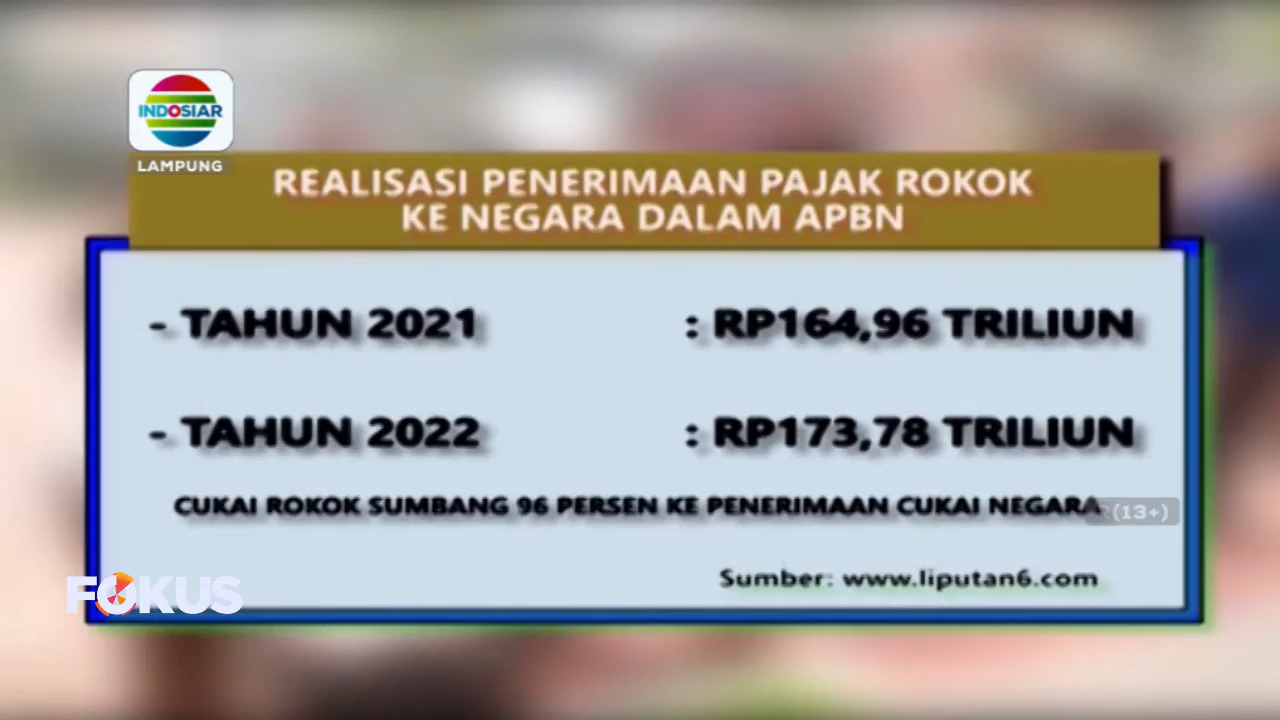 INDOSIAR
LAMPUNG
REALISASI PENERIMAAN PAJAK ROKOK
KE NEGARA DALAM APBN
- TAHUN 2021 : RP164,96 TRILIUN
- TAHUN 2022 : RP173,78 TRILIUN
CUKAI ROKOK SUMBANG 96 PERSEN KE PENERIMAAN CUKAI NEGARA
(13+)
Sumber: www.liputan6.com
FOKUS